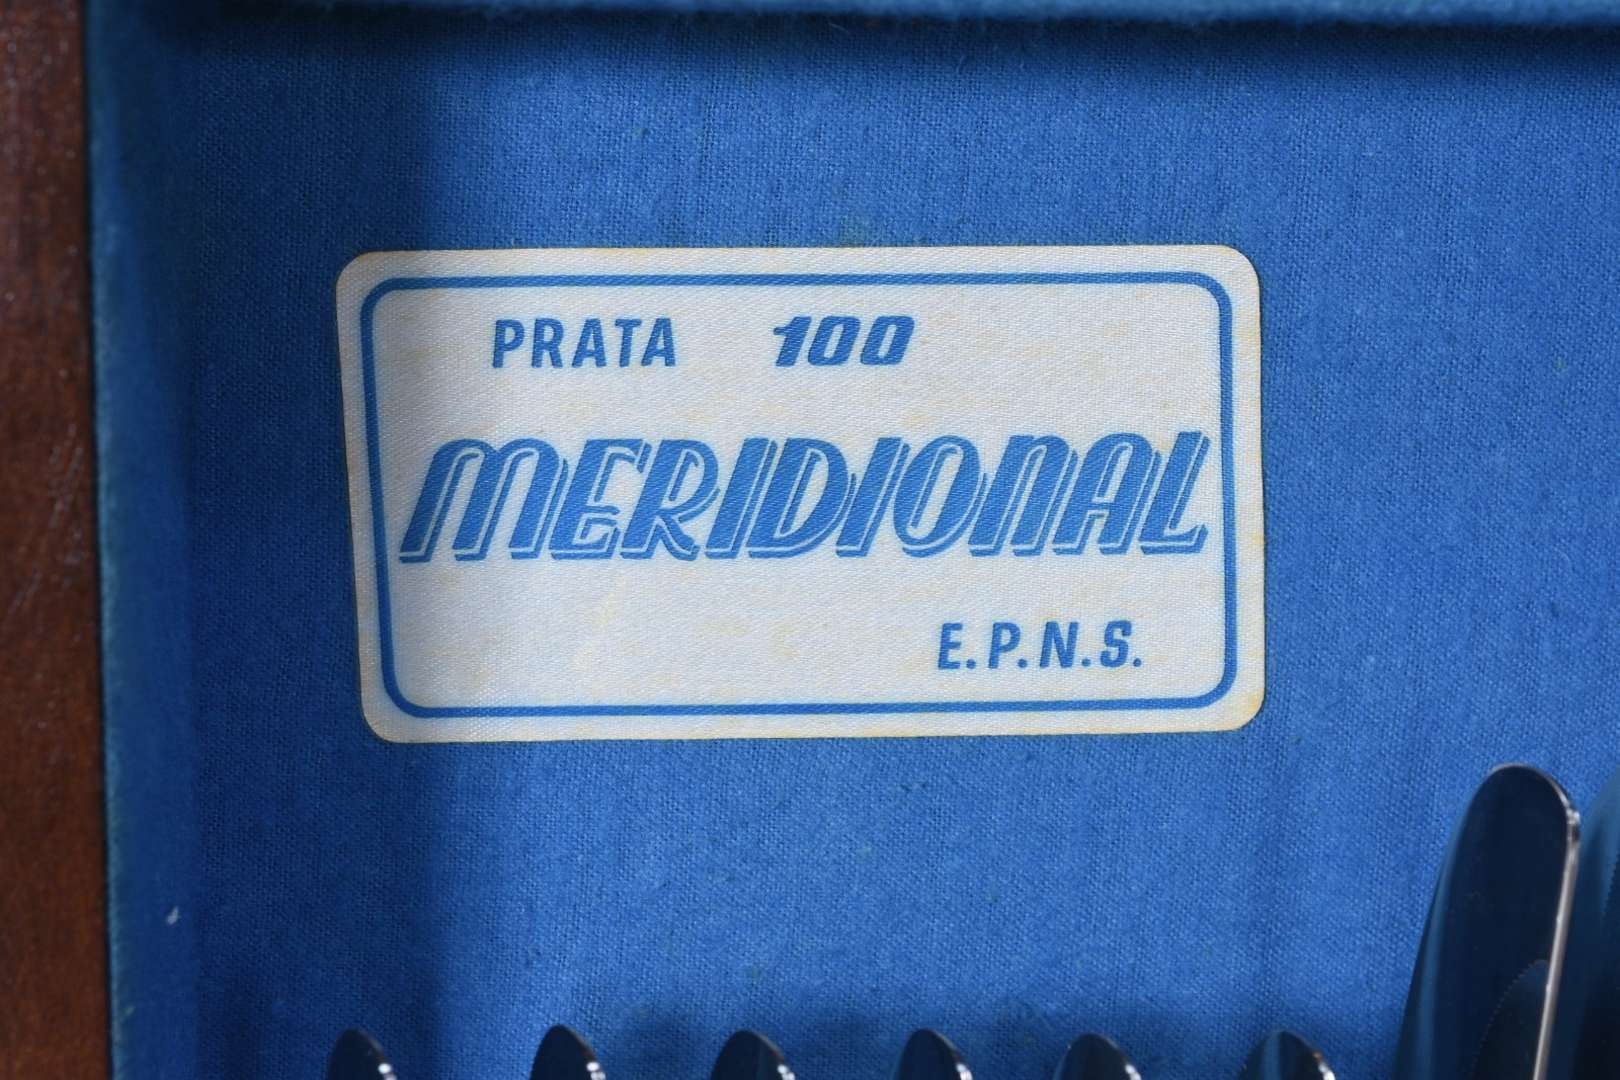 PRATA 100
MERIDIONAL
E.P.N.S.